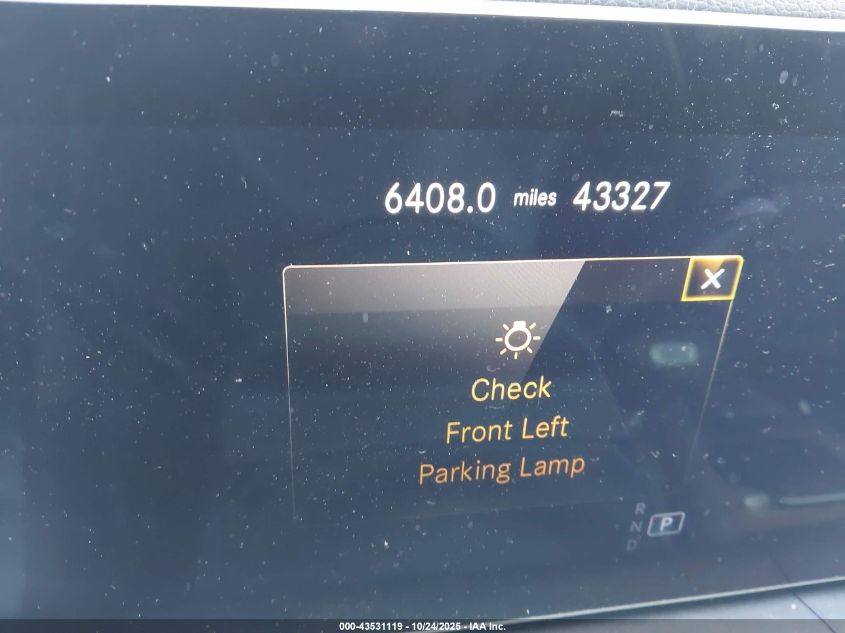 6408.0 miles 43327
X
Check
Front Left
Parking Lamp
R
N P
D
000-43531119 - 10/24/2025 - IAA Inc.